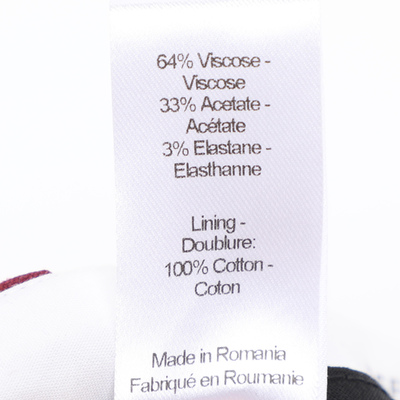 64% Viscose -
Viscose
33% Acetate -
Acétate
3% Elastane -
Elasthanne
Lining -
Doublure:
100% Cotton -
Coton
Made in Romania
Fabriqué en Roumanie